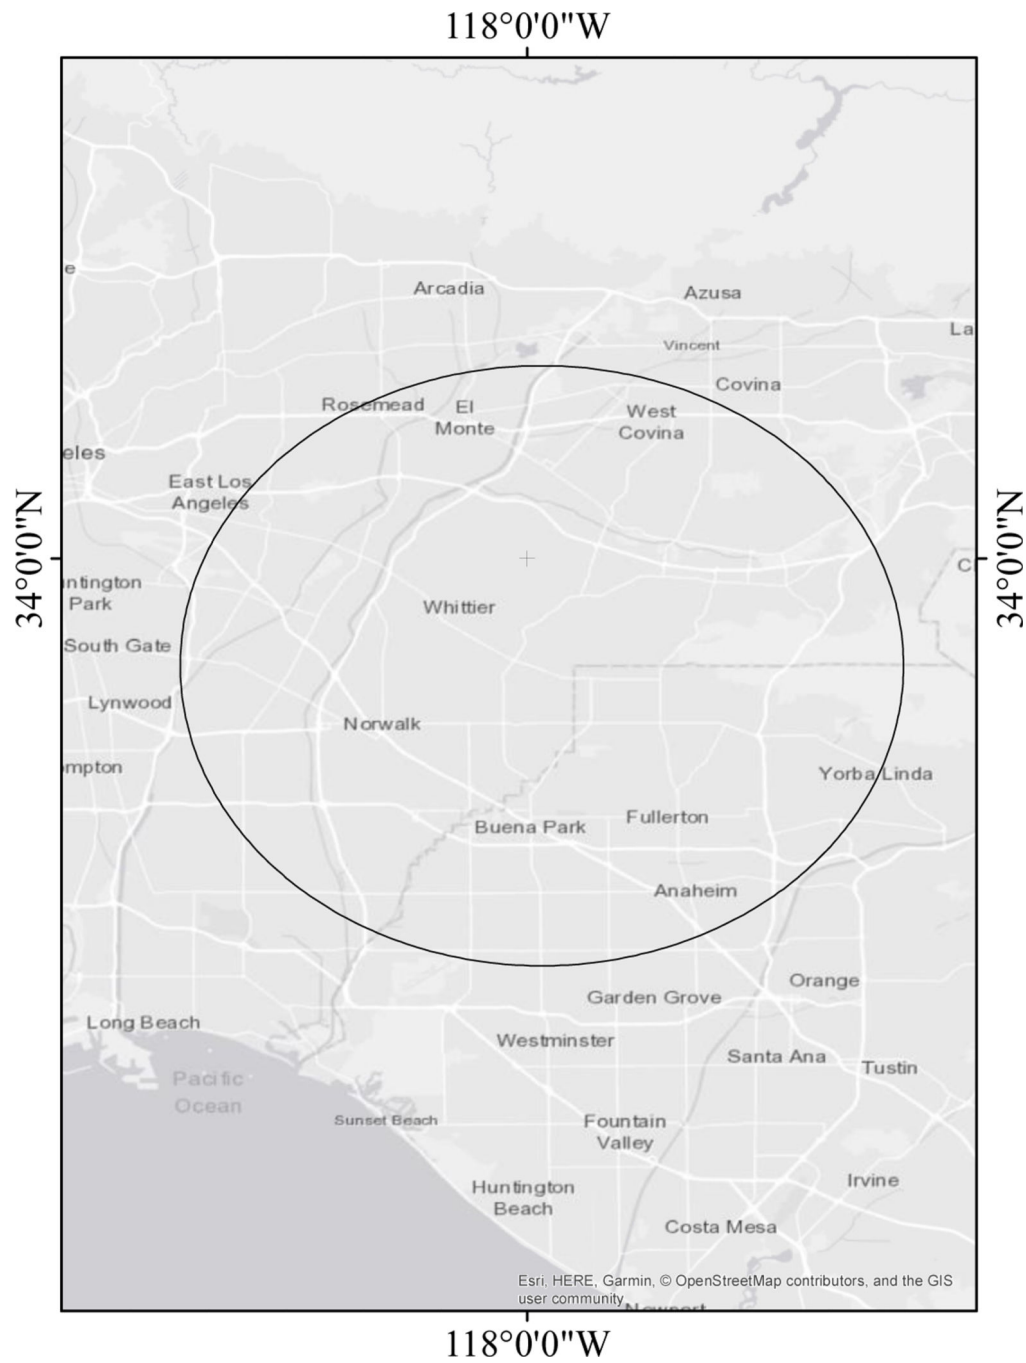 118°0'0"W
Arcadia
Azusa
La
Vincent
Covina
Rosemead
El
Monte
West
Covina
eles
East Los
Angeles
34°0'0"N
34°0'0"N
C
ntington
Park
Whittier
South Gate
Lynwood
Norwalk
ompton
Yorba Linda
Buena Park
Fullerton
Anaheim
Orange
Garden Grove
Long Beach
Westminster
Santa Ana
Tustin
Pacific
Ocean
Sunset Beach
Fountain
Valley
Huntington
Beach
Irvine
Costa Mesa
Esri, HERE, Garmin, © OpenStreetMap contributors, and the GIS
user community
Newport
118°0'0"W